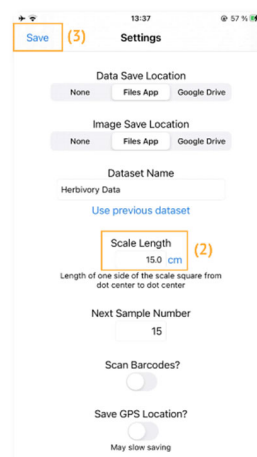 13:37
57 %
Save
(3)
Settings
Data Save Location
None Files App Google Drive
Image Save Location
None Files App Google Drive
Dataset Name
Herbivory Data
Use previous dataset
Scale Length
15.0 cm
(2)
Length of one side of the scale square from
dot center to dot center
Next Sample Number
15
Scan Barcodes?
Save GPS Location?
May slow saving